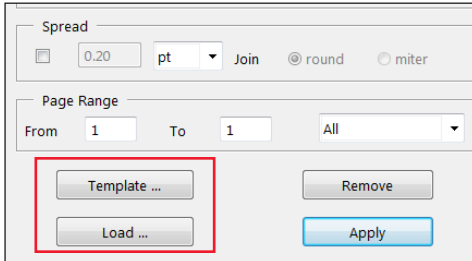 Spread
0.20 pt Join round miter
Page Range
From 1 To 1 All
Template ... Remove
Load ... Apply